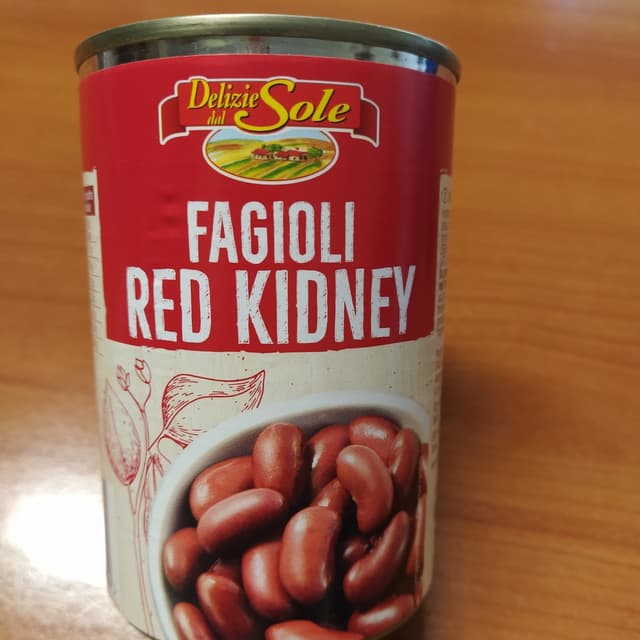 Delizie
dal Sole
FAGIOLI
RED KIDNEY